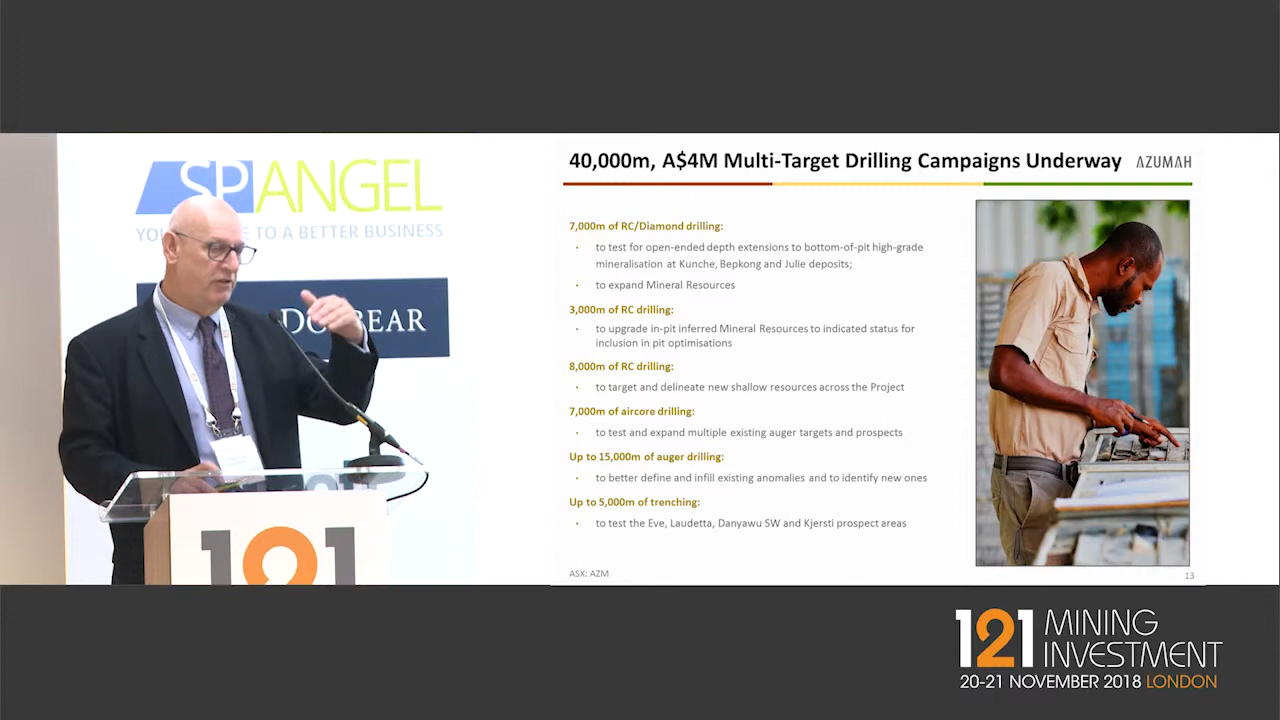 SPANGEL
YOU E TO A BETTER BUSINESS
DO BEAR
121
40,000m, A$4M Multi-Target Drilling Campaigns Underway
AZUMAH
7,000m of RC/Diamond drilling:
· to test for open-ended depth extensions to bottom-of-pit high-grade
mineralisation at Kunche, Bepkong and Julie deposits;
· to expand Mineral Resources
3,000m of RC drilling:
· to upgrade in-pit inferred Mineral Resources to indicated status for
inclusion in pit optimisations
8,000m of RC drilling:
· to target and delineate new shallow resources across the Project
7,000m of aircore drilling:
· to test and expand multiple existing auger targets and prospects
Up to 15,000m of auger drilling:
· to better define and infill existing anomalies and to identify new ones
Up to 5,000m of trenching:
· to test the Eve, Laudetta, Danyawu SW and Kjersti prospect areas
ASX: AZM
13
121 MINING
INVESTMENT
20-21 NOVEMBER 2018 LONDON